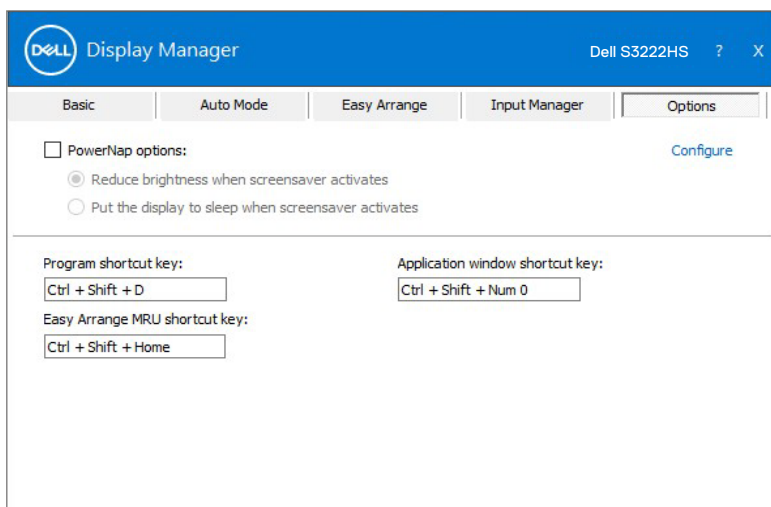 DELL Display Manager Dell S3222HS ? X
Basic Auto Mode Easy Arrange Input Manager Options
PowerNap options: Configure
Reduce brightness when screensaver activates
Put the display to sleep when screensaver activates
Program shortcut key: Application window shortcut key:
Ctrl + Shift + D Ctrl + Shift + Num 0
Easy Arrange MRU shortcut key:
Ctrl + Shift + Home